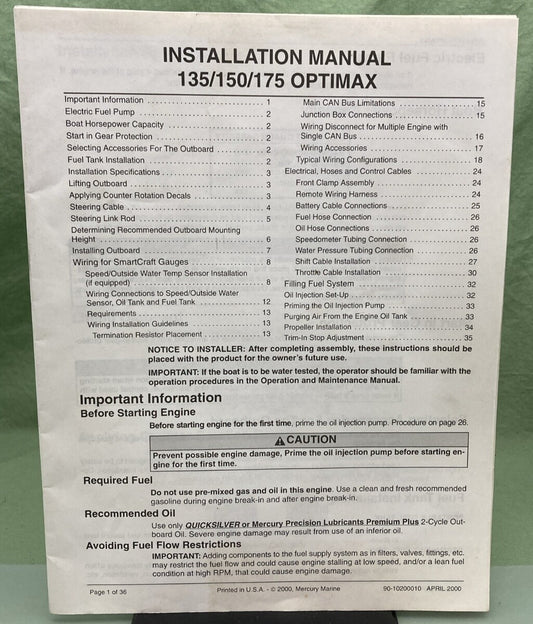 INSTALLATION MANUAL
135/150/175 OPTIMAX
Important Information . . . . . . . . . . . . . . . . . . . . . . . . . . . . 1
Electric Fuel Pump . . . . . . . . . . . . . . . . . . . . . . . . . . . . . . . 2
Boat Horsepower Capacity . . . . . . . . . . . . . . . . . . . . . . . . 2
Start in Gear Protection . . . . . . . . . . . . . . . . . . . . . . . . . . . 2
Selecting Accessories For The Outboard . . . . . . . . . . . . . 2
Fuel Tank Installation . . . . . . . . . . . . . . . . . . . . . . . . . . . . . 2
Installation Specifications . . . . . . . . . . . . . . . . . . . . . . . . . 3
Lifting Outboard . . . . . . . . . . . . . . . . . . . . . . . . . . . . . . . . . 3
Applying Counter Rotation Decals . . . . . . . . . . . . . . . . . . 3
Steering Cable . . . . . . . . . . . . . . . . . . . . . . . . . . . . . . . . . . 4
Steering Link Rod . . . . . . . . . . . . . . . . . . . . . . . . . . . . . . . . 5
Determining Recommended Outboard Mounting
Height . . . . . . . . . . . . . . . . . . . . . . . . . . . . . . . . . . . . . . . . . 6
Installing Outboard . . . . . . . . . . . . . . . . . . . . . . . . . . . . . . . 7
Wiring for SmartCraft Gauges . . . . . . . . . . . . . . . . . . . . . . 8
Speed/Outside Water Temp Sensor Installation
(if equipped) . . . . . . . . . . . . . . . . . . . . . . . . . . . . . . . . . . 8
Wiring Connections to Speed/Outside Water
Sensor, Oil Tank and Fuel Tank . . . . . . . . . . . . . . . . . 12
Requirements . . . . . . . . . . . . . . . . . . . . . . . . . . . . . . . . 13
Wiring Installation Guidelines . . . . . . . . . . . . . . . . . . . 13
Termination Resistor Placement . . . . . . . . . . . . . . . . 13
Main CAN Bus Limitations . . . . . . . . . . . . . . . . . . . . . 15
Junction Box Connections . . . . . . . . . . . . . . . . . . . . . 15
Wiring Disconnect for Multiple Engine with
Single CAN Bus . . . . . . . . . . . . . . . . . . . . . . . . . . . . . . 16
Wiring Accessories . . . . . . . . . . . . . . . . . . . . . . . . . . . 17
Typical Wiring Configurations . . . . . . . . . . . . . . . . . . . . 18
Electrical, Hoses and Control Cables . . . . . . . . . . . . . . . 24
Front Clamp Assembly . . . . . . . . . . . . . . . . . . . . . . . . . 24
Remote Wiring Harness . . . . . . . . . . . . . . . . . . . . . . . . 24
Battery Cable Connections . . . . . . . . . . . . . . . . . . . . . 25
Fuel Hose Connection . . . . . . . . . . . . . . . . . . . . . . . . . 26
Oil Hose Connections . . . . . . . . . . . . . . . . . . . . . . . . . . 26
Speedometer Tubing Connection . . . . . . . . . . . . . . . . 26
Water Pressure Tubing Connection . . . . . . . . . . . . . . 26
Shift Cable Installation . . . . . . . . . . . . . . . . . . . . . . . . . 27
Throttle Cable Installation . . . . . . . . . . . . . . . . . . . . . . 30
Filling Fuel System . . . . . . . . . . . . . . . . . . . . . . . . . . . . . . 32
Oil Injection Set-Up . . . . . . . . . . . . . . . . . . . . . . . . . . . . . . 32
Priming the Oil Injection Pump . . . . . . . . . . . . . . . . . . . . 33
Purging Air From the Engine Oil Tank . . . . . . . . . . . . . . 33
Propeller Installation . . . . . . . . . . . . . . . . . . . . . . . . . . . . . 34
Trim-In Stop Adjustment . . . . . . . . . . . . . . . . . . . . . . . . . . 35
NOTICE TO INSTALLER: After completing assembly, these instructions should be
placed with the product for the owner's future use.
IMPORTANT: If the boat is to be water tested, the operator should be familiar with the
operation procedures in the Operation and Maintenance Manual.
Important Information
Before Starting Engine
Before starting engine for the first time, prime the oil injection pump. Procedure on page 28.
⚠ CAUTION
Prevent possible engine damage, Prime the oil injection pump before starting en-
gine for the first time.
Required Fuel
Do not use pre-mixed gas and oil in this engine. Use a clean and fresh recommended
gasoline during engine break-in and after engine break-in.
Recommended Oil
Use only QUICKSILVER or Mercury Precision Lubricants Premium Plus 2-Cycle Out-
board Oil. Severe engine damage may result from use of an inferior oil.
Avoiding Fuel Flow Restrictions
IMPORTANT: Adding components to the fuel supply system as in filters, valves, fittings, etc.
may restrict the fuel flow and could cause engine stalling at low speed, and/or a lean fuel
condition at high RPM, that could cause engine damage.
Page 1 of 36
Printed in U.S.A. - © 2000, Mercury Marine
90-10200010 APRIL 2000